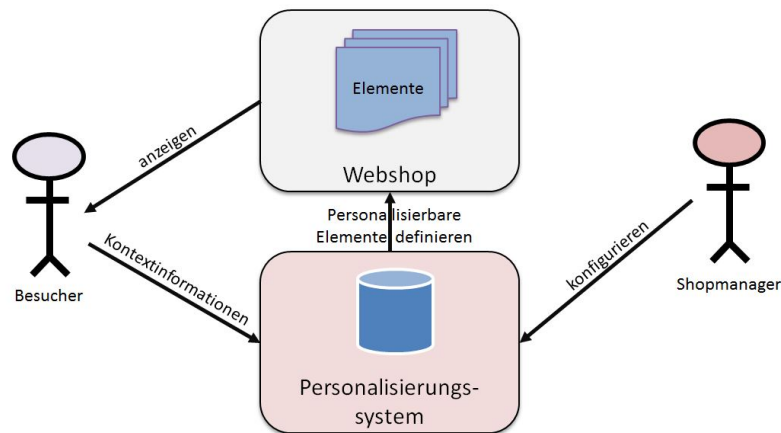 Elemente
anzeigen
Webshop
Personalisierbare
Elemente definieren
Kontextinformationen
konfigurieren
Besucher
Shopmanager
Personalisierungs-
system